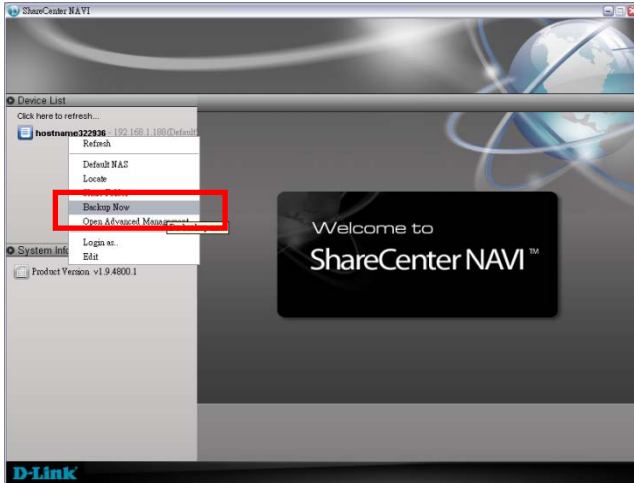 ShareCenter NAVI
Device List
Click here to refresh...
hostname322936 - 192.168.1.188(Default
Refresh
Default NAS
Locate
Backup Now
Open Advanced Management
Login as..
Edit
System Info
Product Version v1.9.4800.1
Welcome to
ShareCenter NAVI™
D-Link